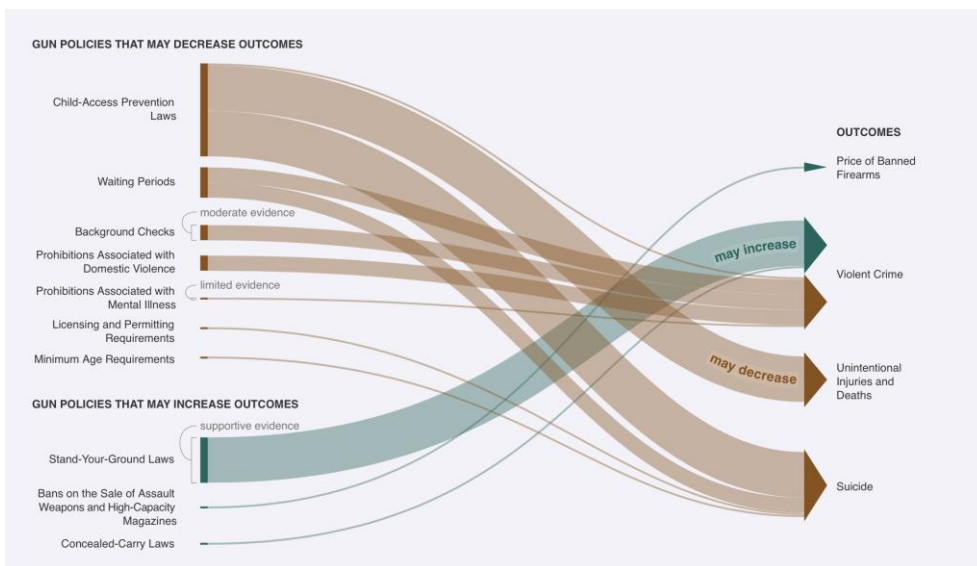 GUN POLICIES THAT MAY DECREASE OUTCOMES
Child-Access Prevention
Laws
Waiting Periods
moderate evidence
Background Checks
Prohibitions Associated with
Domestic Violence
limited evidence
Prohibitions Associated with
Mental Illness
Licensing and Permitting
Requirements
Minimum Age Requirements
GUN POLICIES THAT MAY INCREASE OUTCOMES
supportive evidence
Stand-Your-Ground Laws
Bans on the Sale of Assault
Weapons and High-Capacity
Magazines
Concealed-Carry Laws
may increase
may decrease
OUTCOMES
Price of Banned
Firearms
Violent Crime
Unintentional
Injuries and
Deaths
Suicide